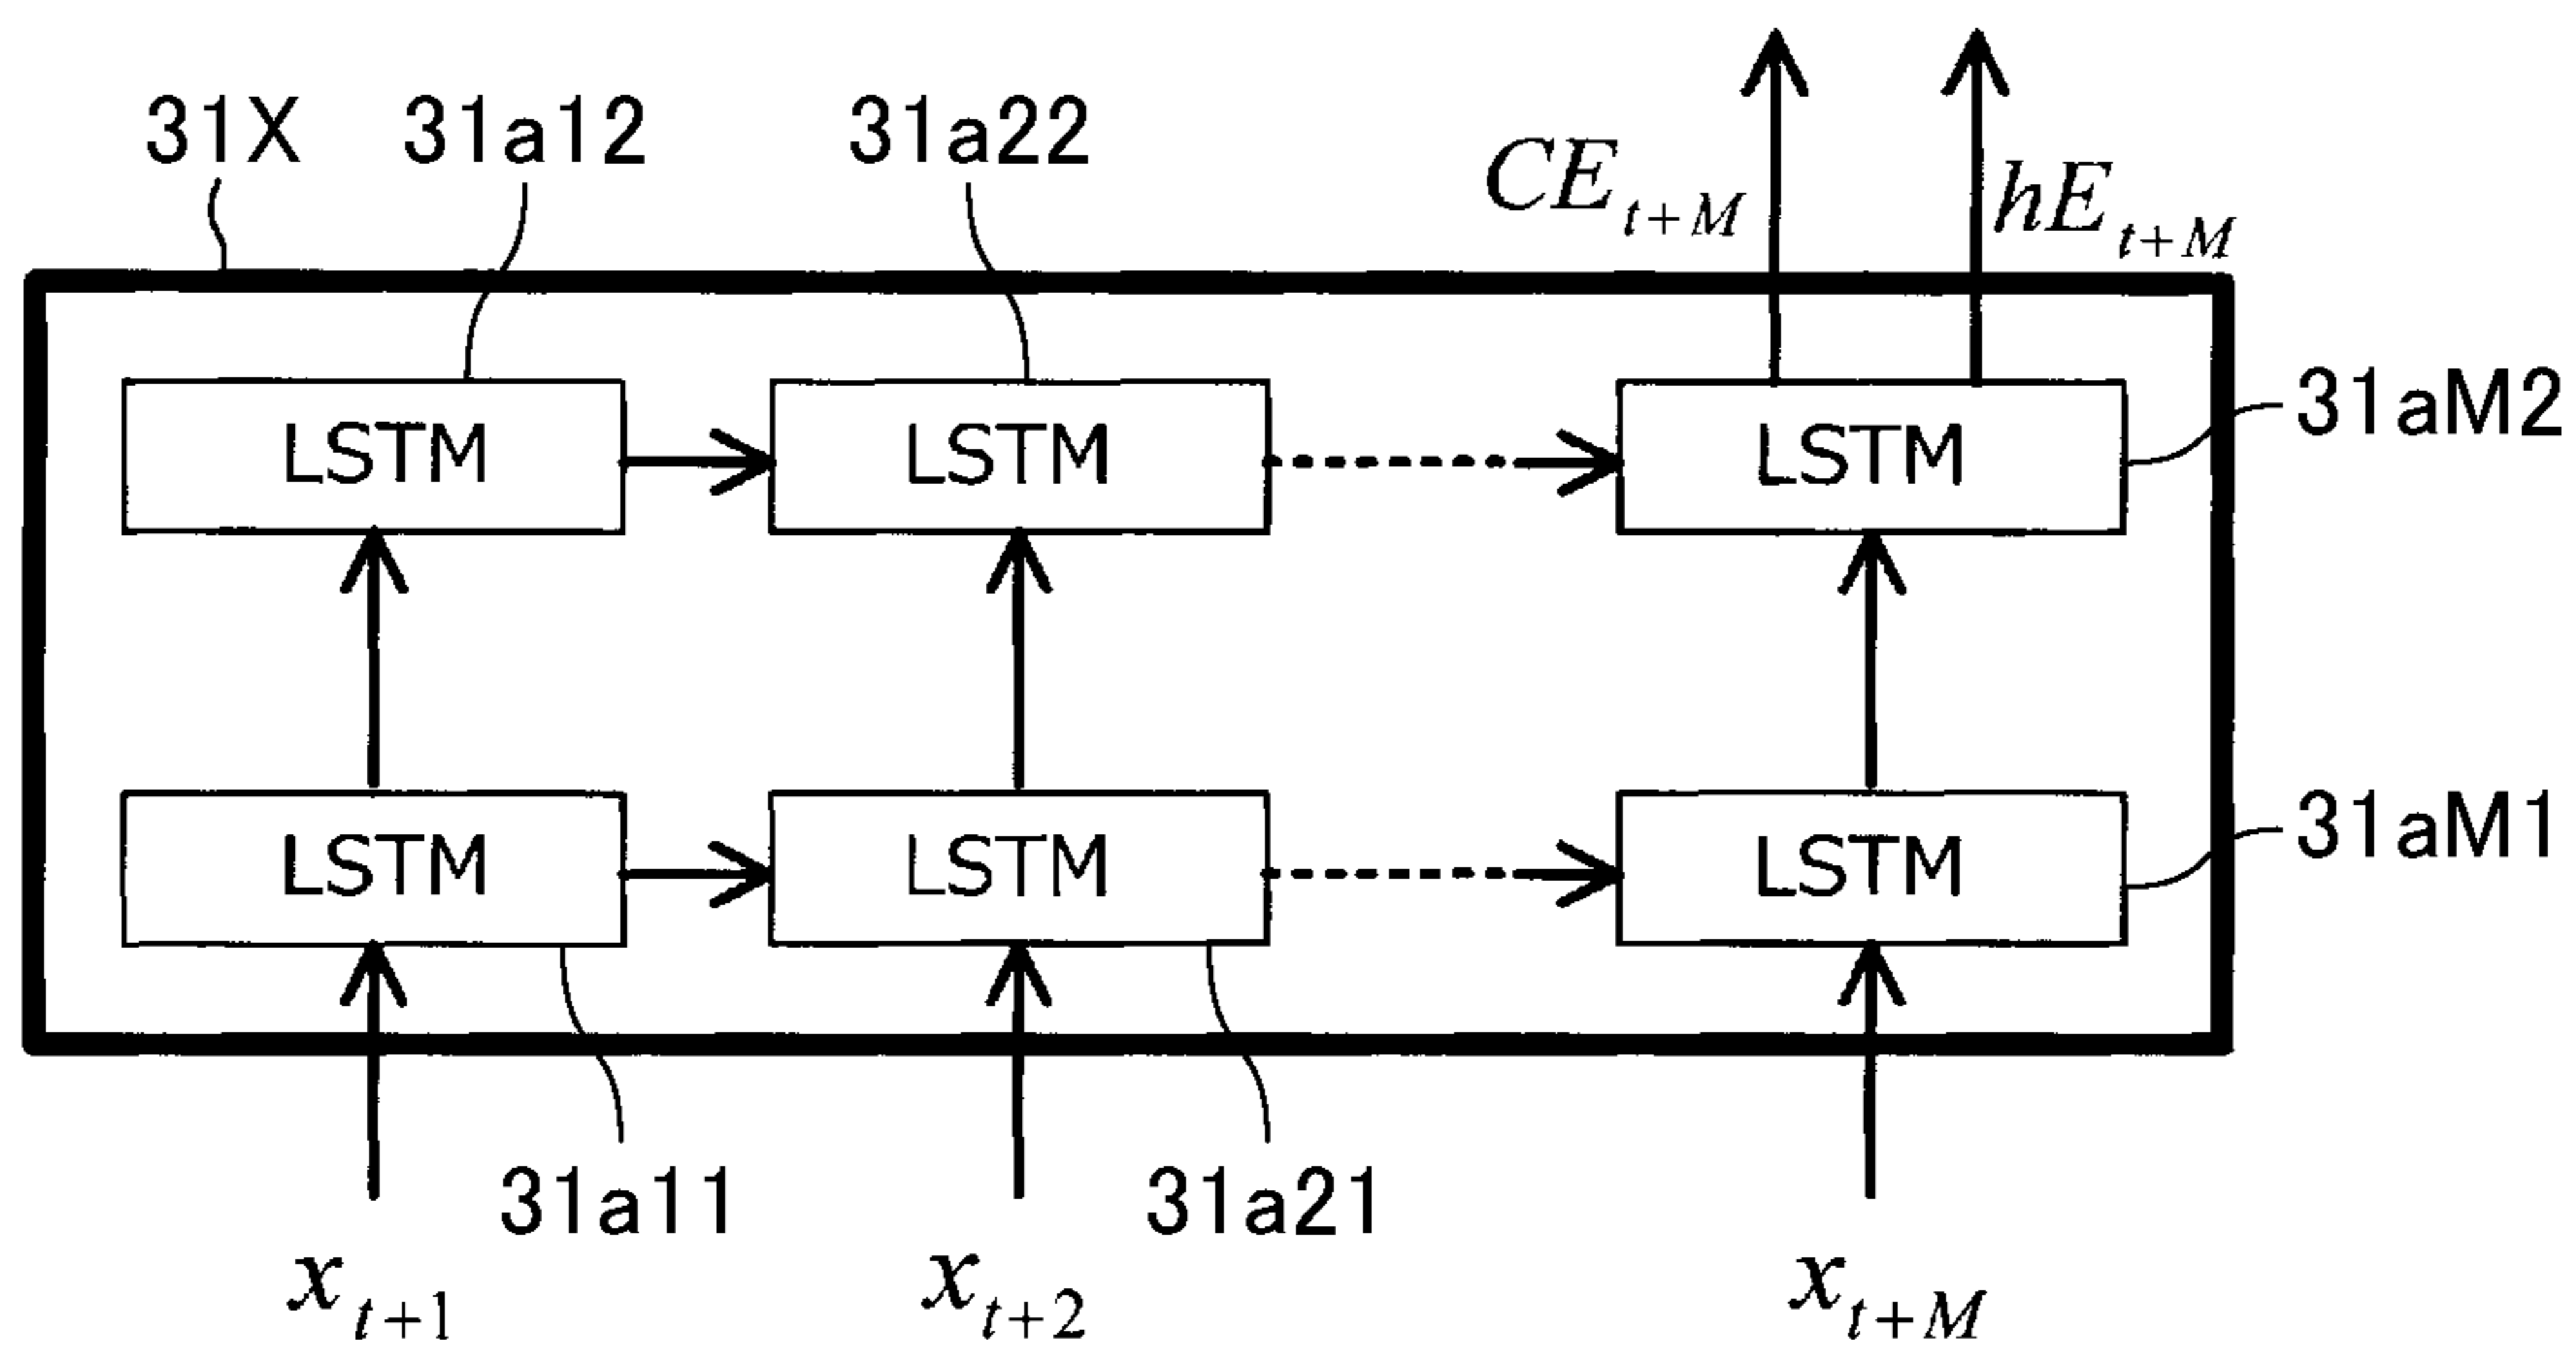 31X 31a12 31a22
CE_{t+M} hE_{t+M}
LSTM LSTM LSTM 31aM2
LSTM LSTM LSTM 31aM1
31a11 31a21
x_{t+1} x_{t+2} x_{t+M}